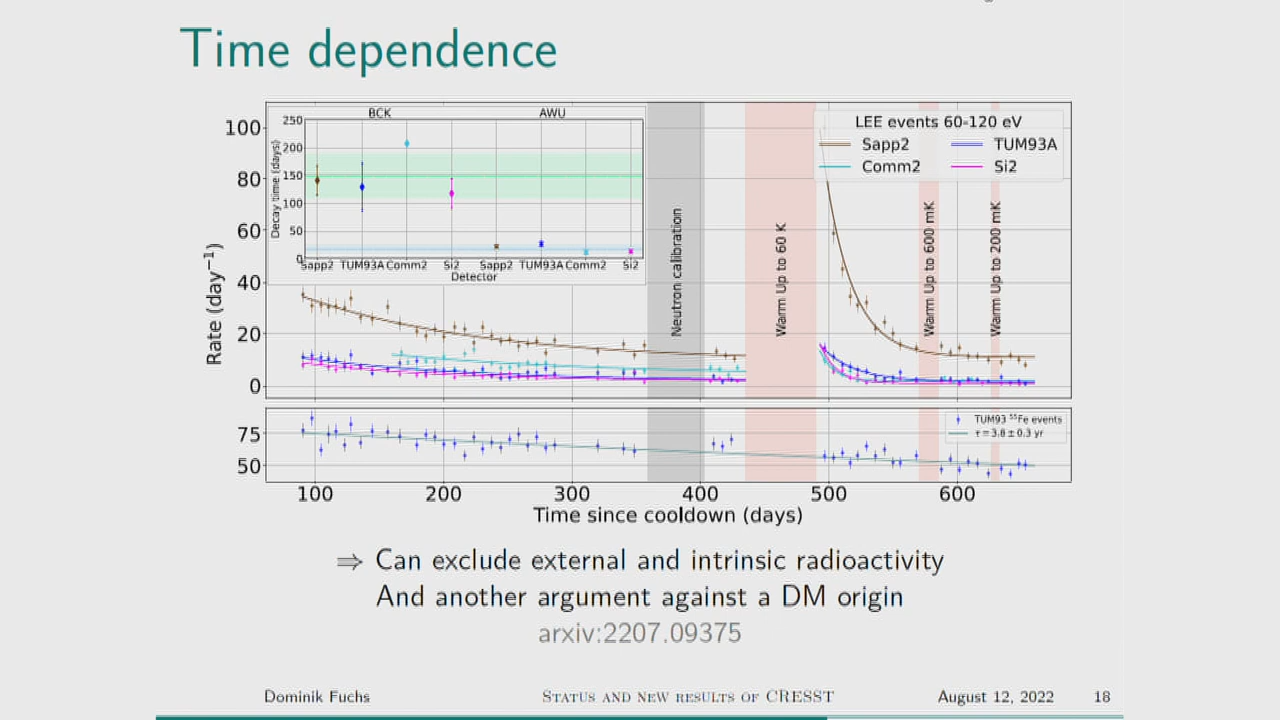 Time dependence
BCK AWU
250
200
150
100
50
0
Decay time (days)
Sapp2 TUM93A Comm2 Si2 Sapp2 TUM93A Comm2 Si2
Detector
LEE events 60-120 eV
Sapp2 TUM93A
Comm2 Si2
100
80
60
40
20
0
Rate (day⁻¹)
Neutron calibration
Warm Up to 60 K
Warm Up to 600 mK
Warm Up to 200 mK
TUM93 ⁵⁵Fe events
τ = 3.8 ± 0.3 yr
75
50
100 200 300 400 500 600
Time since cooldown (days)
⇒ Can exclude external and intrinsic radioactivity
And another argument against a DM origin
arxiv:2207.09375
Dominik Fuchs STATUS AND NEW RESULTS OF CRESST August 12, 2022 18